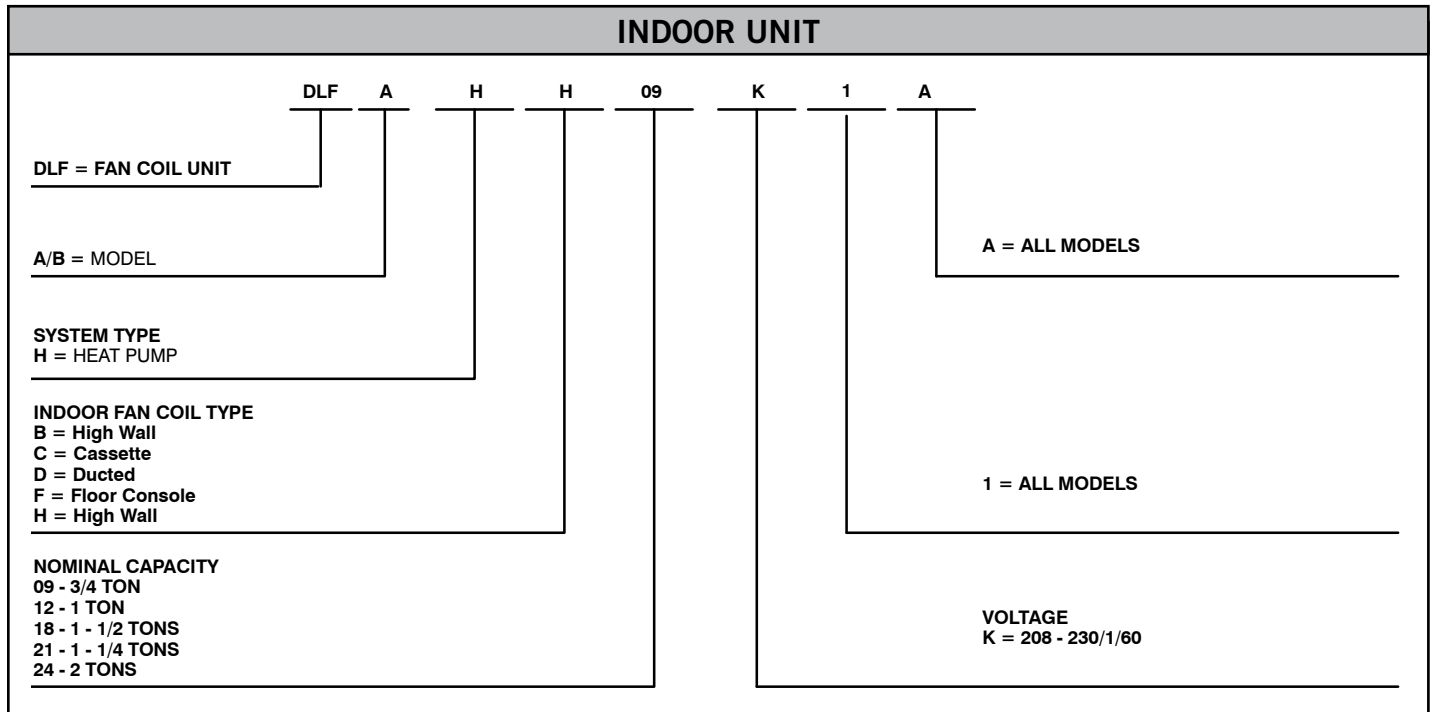 INDOOR UNIT
DLF A H H 09 K 1 A
DLF = FAN COIL UNIT
A/B = MODEL
A = ALL MODELS
SYSTEM TYPE
H = HEAT PUMP
INDOOR FAN COIL TYPE
B = High Wall
C = Cassette
D = Ducted
F = Floor Console
H = High Wall
1 = ALL MODELS
NOMINAL CAPACITY
09 - 3/4 TON
12 - 1 TON
18 - 1 - 1/2 TONS
21 - 1 - 1/4 TONS
24 - 2 TONS
VOLTAGE
K = 208 - 230/1/60